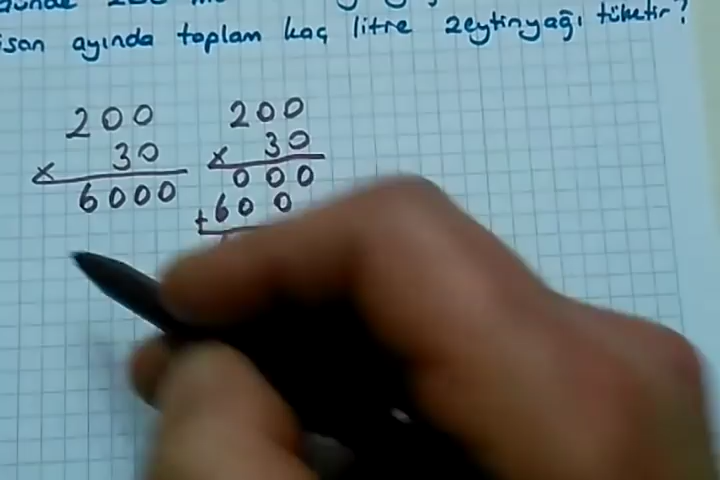 isan ayında toplam kaç litre zeytinyağı tüketir?
200
x 30
6000
200
x 30
000
+600